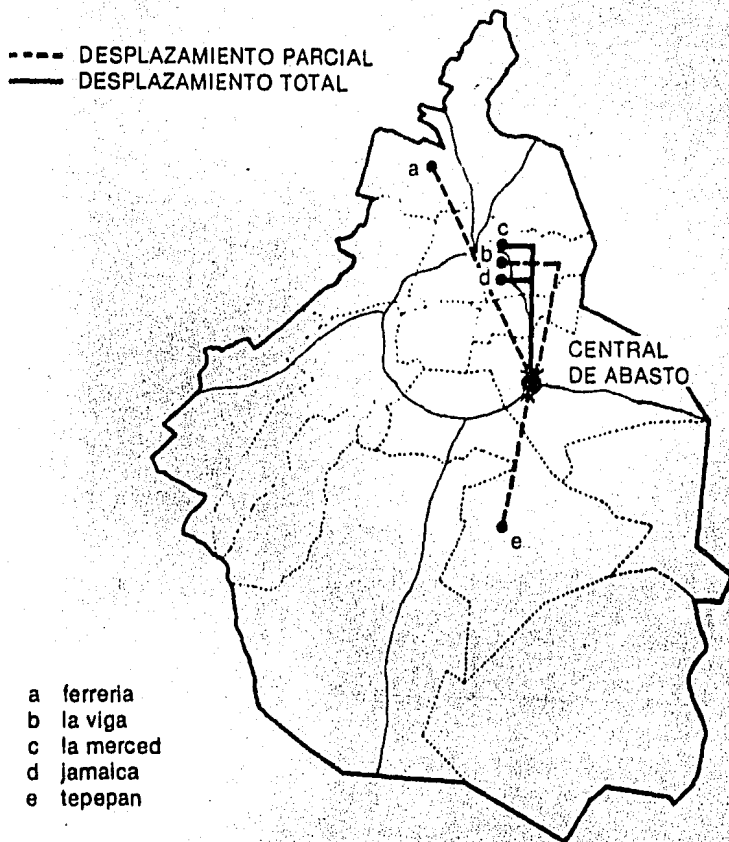 DESPLAZAMIENTO PARCIAL
DESPLAZAMIENTO TOTAL
a
c
b
d
CENTRAL
DE ABASTO
e
a ferreria
b la viga
c la merced
d jamaica
e tepepan